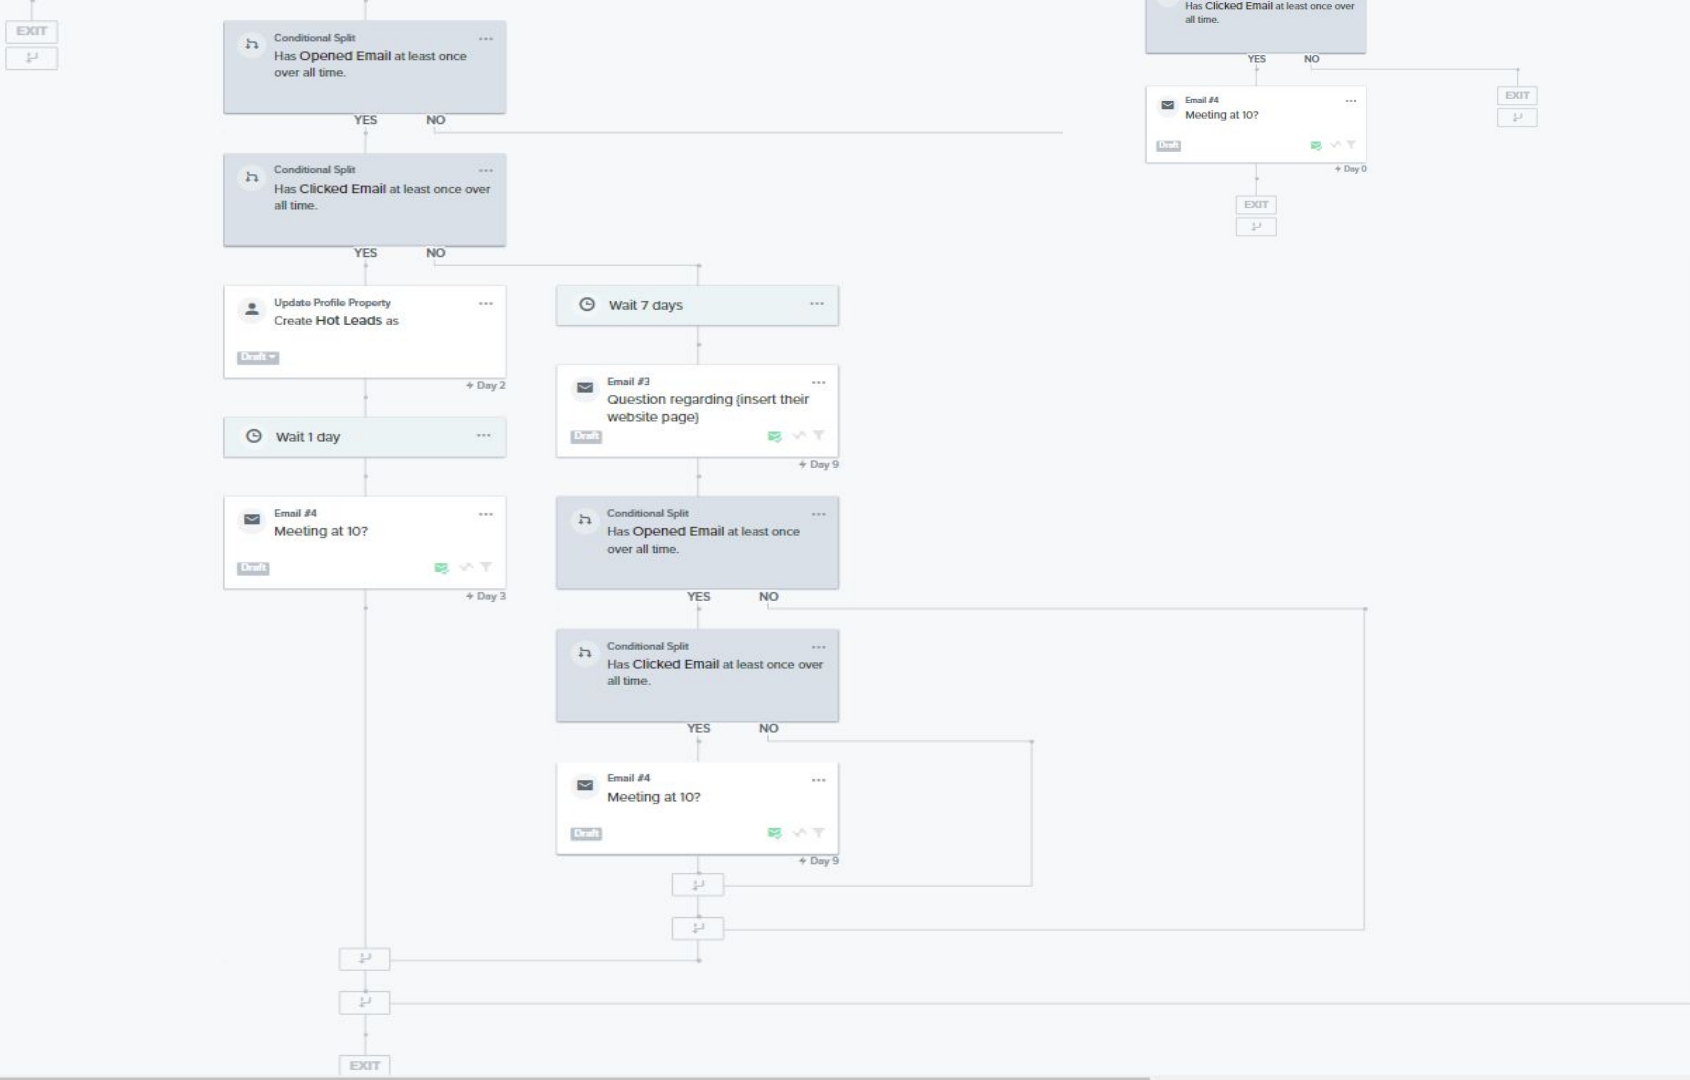 EXIT
Conditional Split
Has Opened Email at least once
over all time.
YES NO
Conditional Split
Has Clicked Email at least once over
all time.
YES NO
Update Profile Property
Create Hot Leads as
Draft
+ Day 2
Wait 1 day
Email #4
Meeting at 10?
Draft
+ Day 3
Wait 7 days
Email #3
Question regarding {insert their
website page}
Draft
+ Day 9
Conditional Split
Has Opened Email at least once
over all time.
YES NO
Conditional Split
Has Clicked Email at least once over
all time.
YES NO
Email #4
Meeting at 10?
Draft
+ Day 9
EXIT
Has Clicked Email at least once over
all time.
YES NO
Email #4
Meeting at 10?
Draft
+ Day 0
EXIT
EXIT